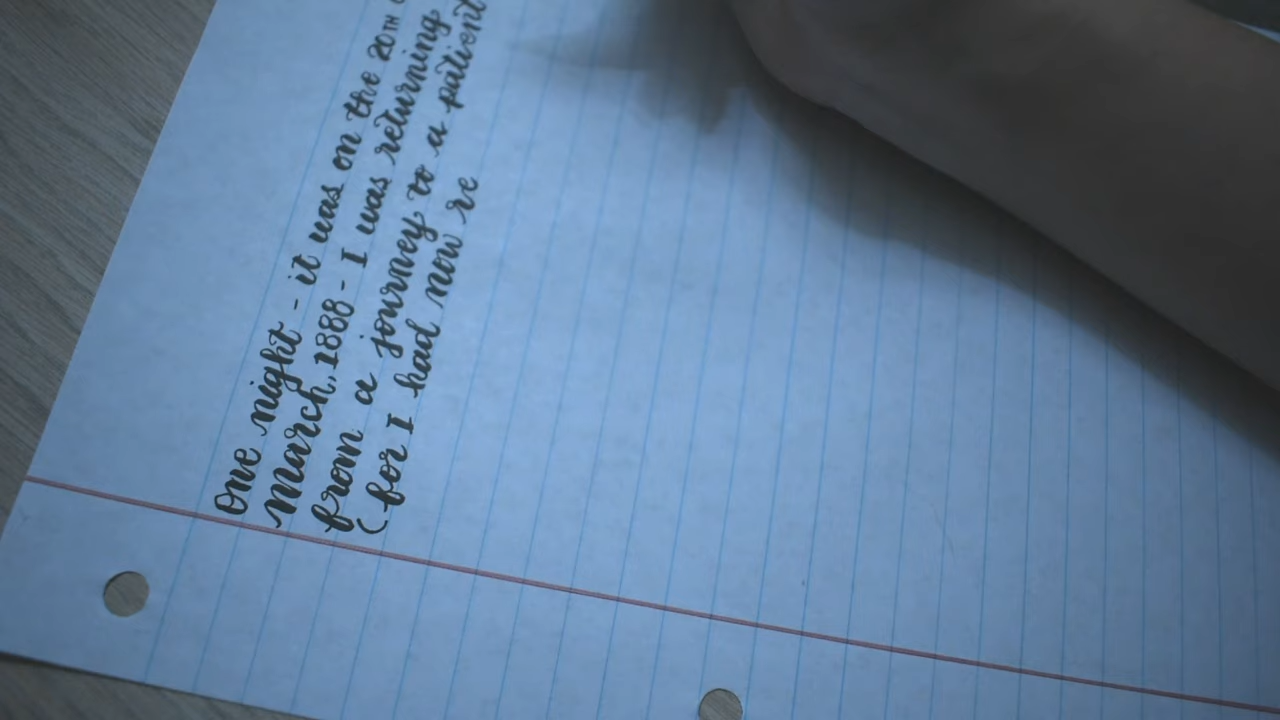 One night - it was on the 20TH
March, 1888 - I was returning
from a journey to a patient
(for I had now re